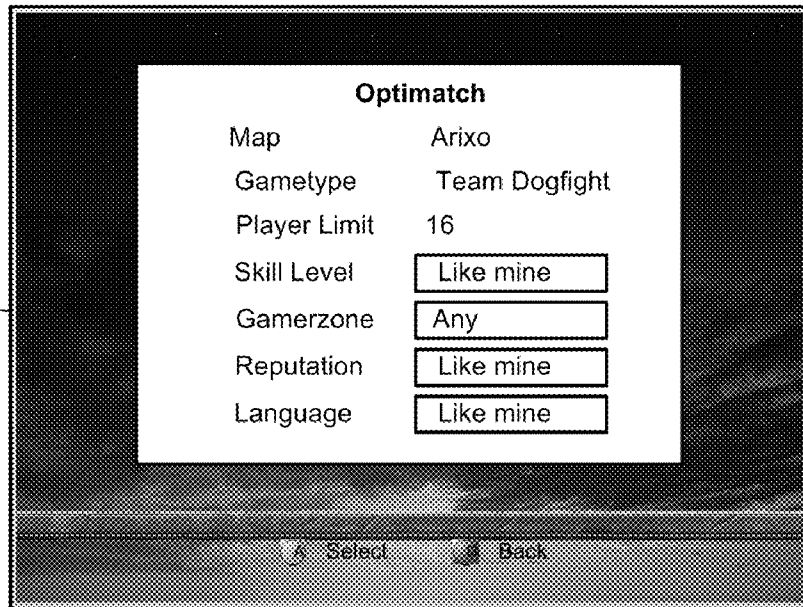 Optimatch
Map Arixo
Gametype Team Dogfight
Player Limit 16
Skill Level Like mine
Gamerzone Any
Reputation Like mine
Language Like mine
A Select Back